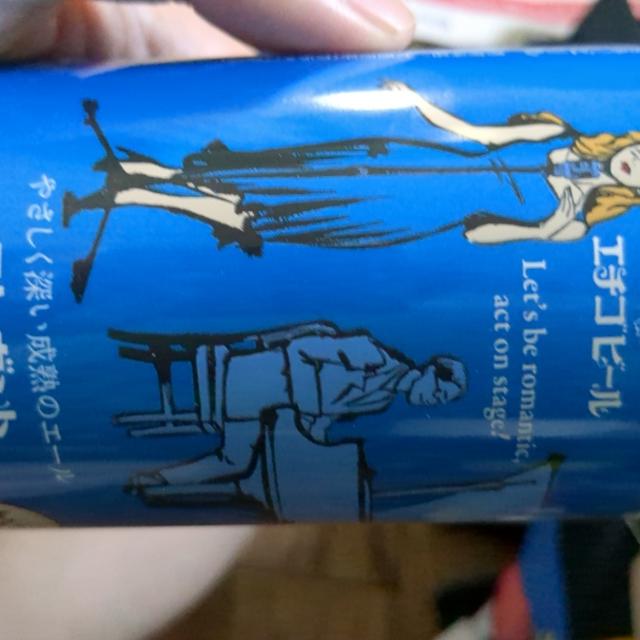 エチゴビール
Let's be romantic,
act on stage!
やさしく深い成熟のエール